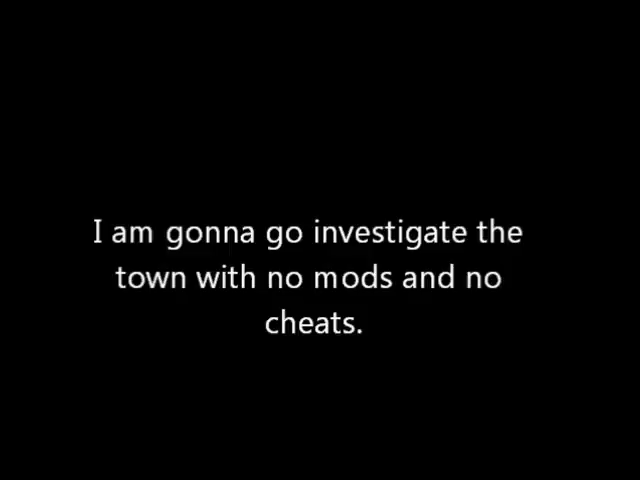 I am gonna go investigate the
town with no mods and no
cheats.